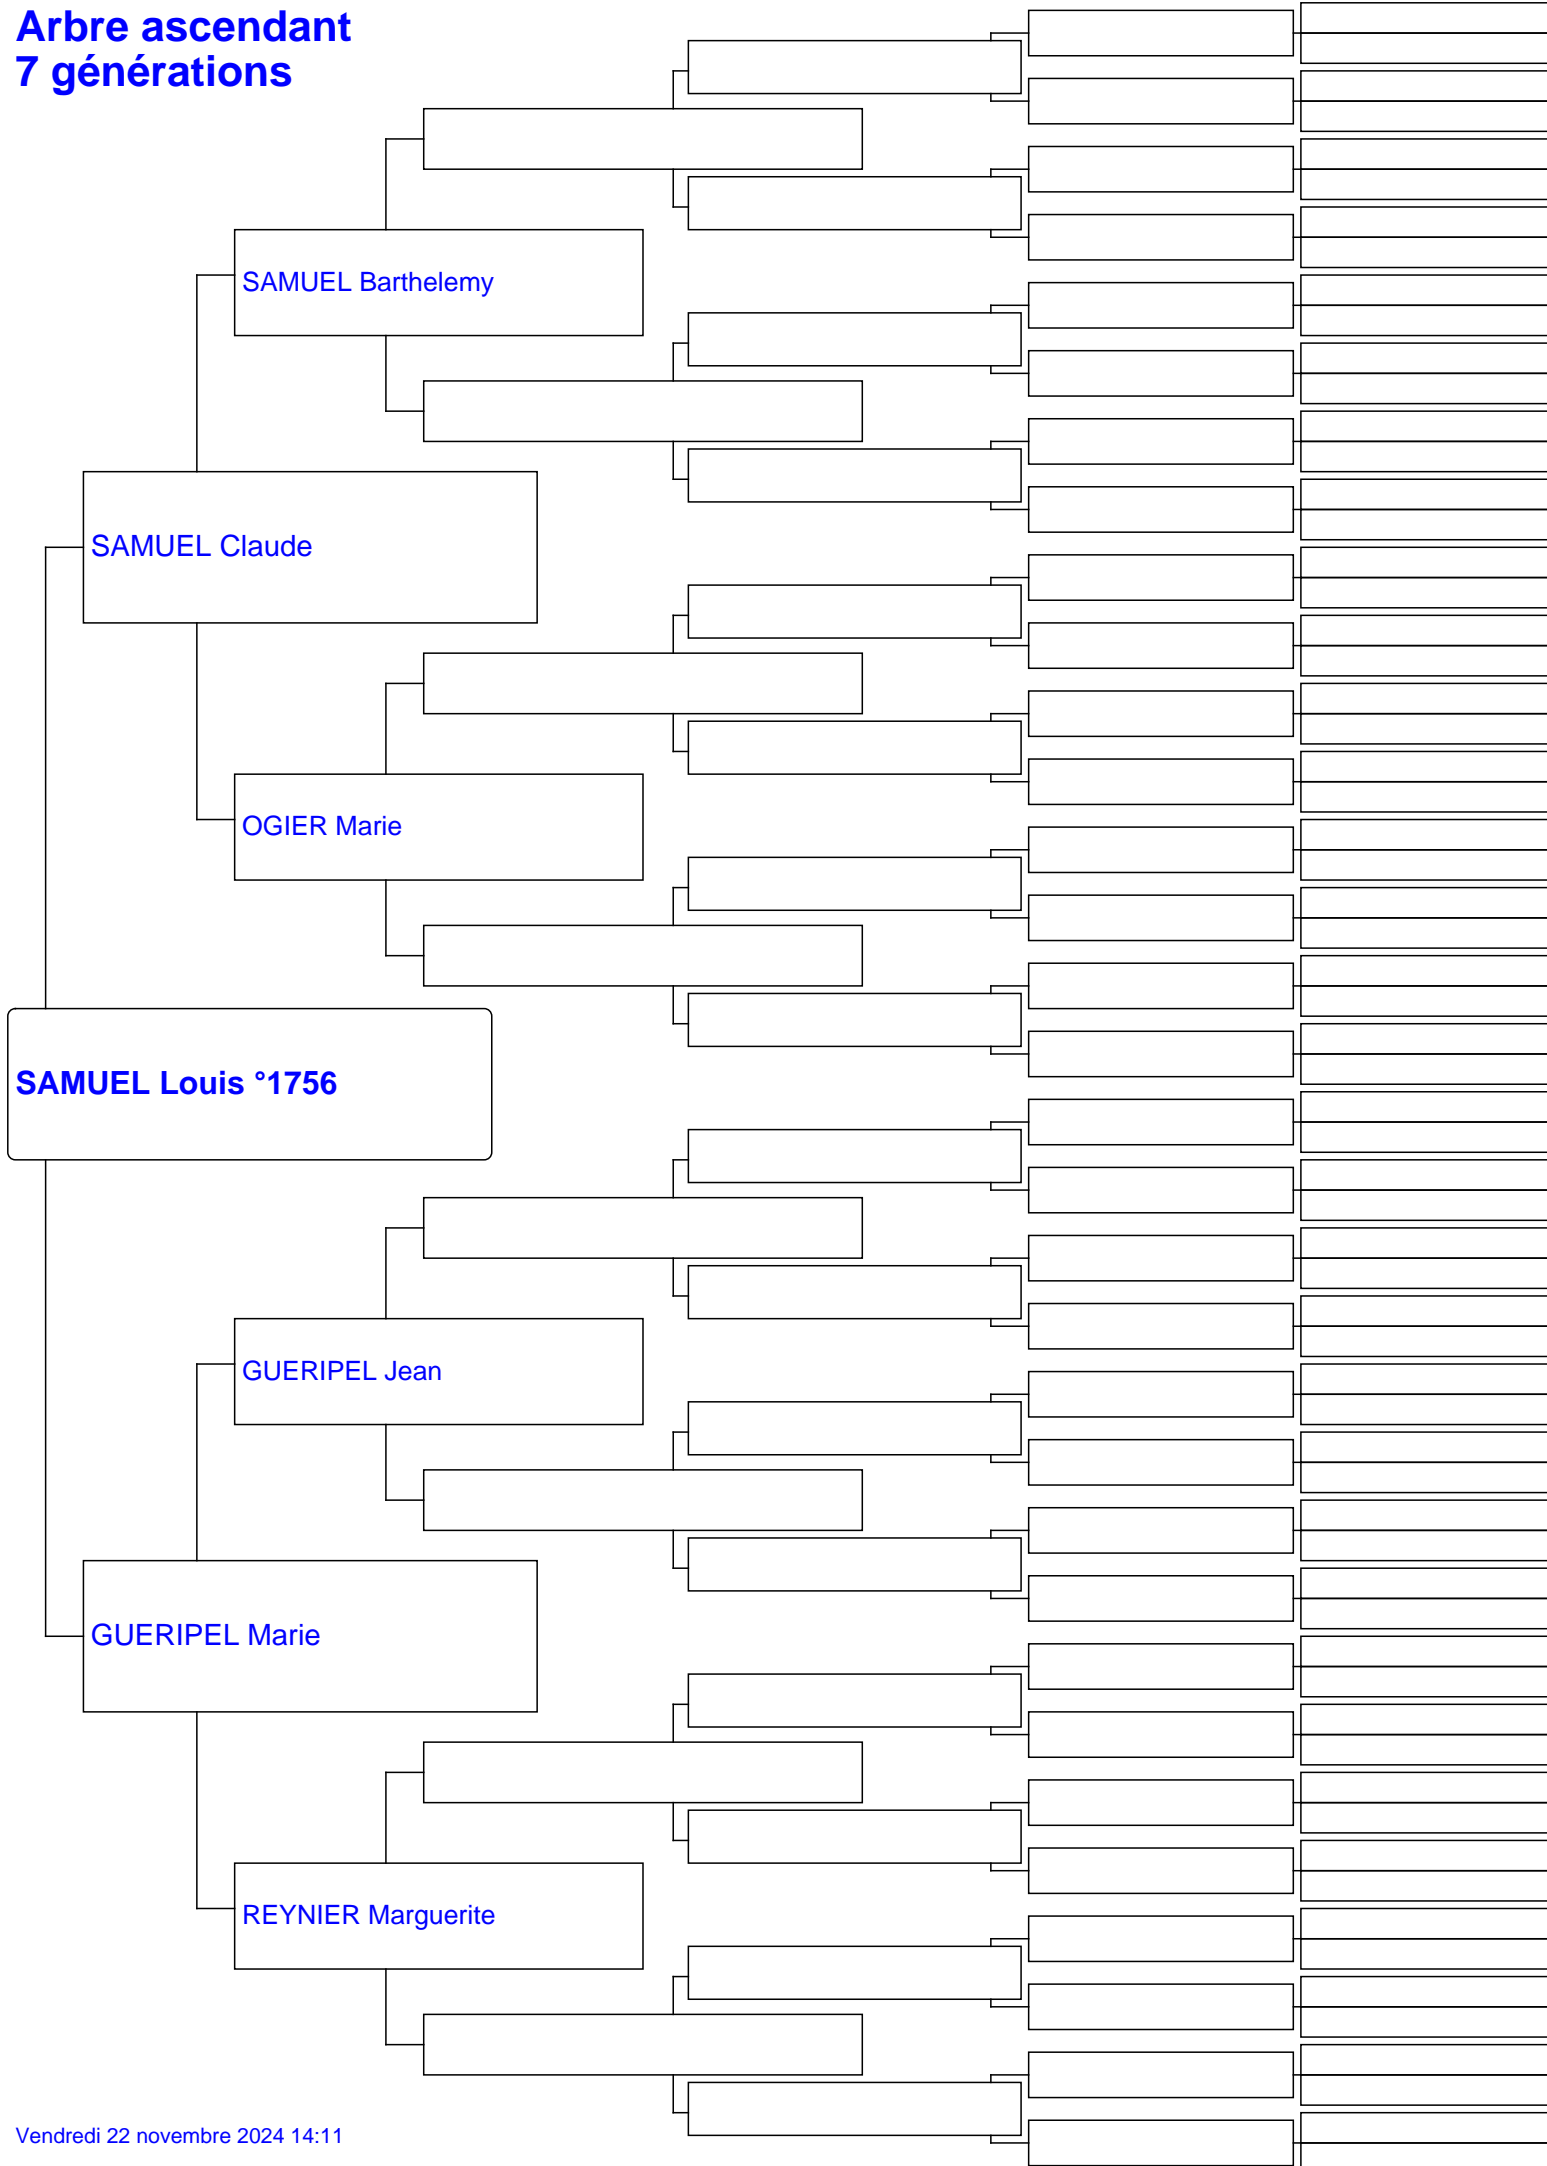 Arbre ascendant
7 générations
SAMUEL Barthelemy
SAMUEL Claude
OGIER Marie
SAMUEL Louis °1756
GUERIPEL Jean
GUERIPEL Marie
REYNIER Marguerite
Vendredi 22 novembre 2024 14:11